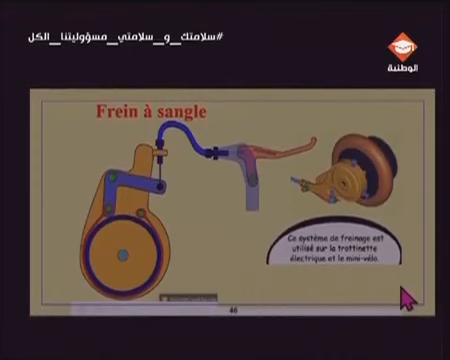 #سلامتك_و_سلامتي_مسؤوليتنا_الكل
الوطنية
Frein à sangle
Ce système de freinage est
utilisé sur la trottinette
électrique et le mini-vélo.
46